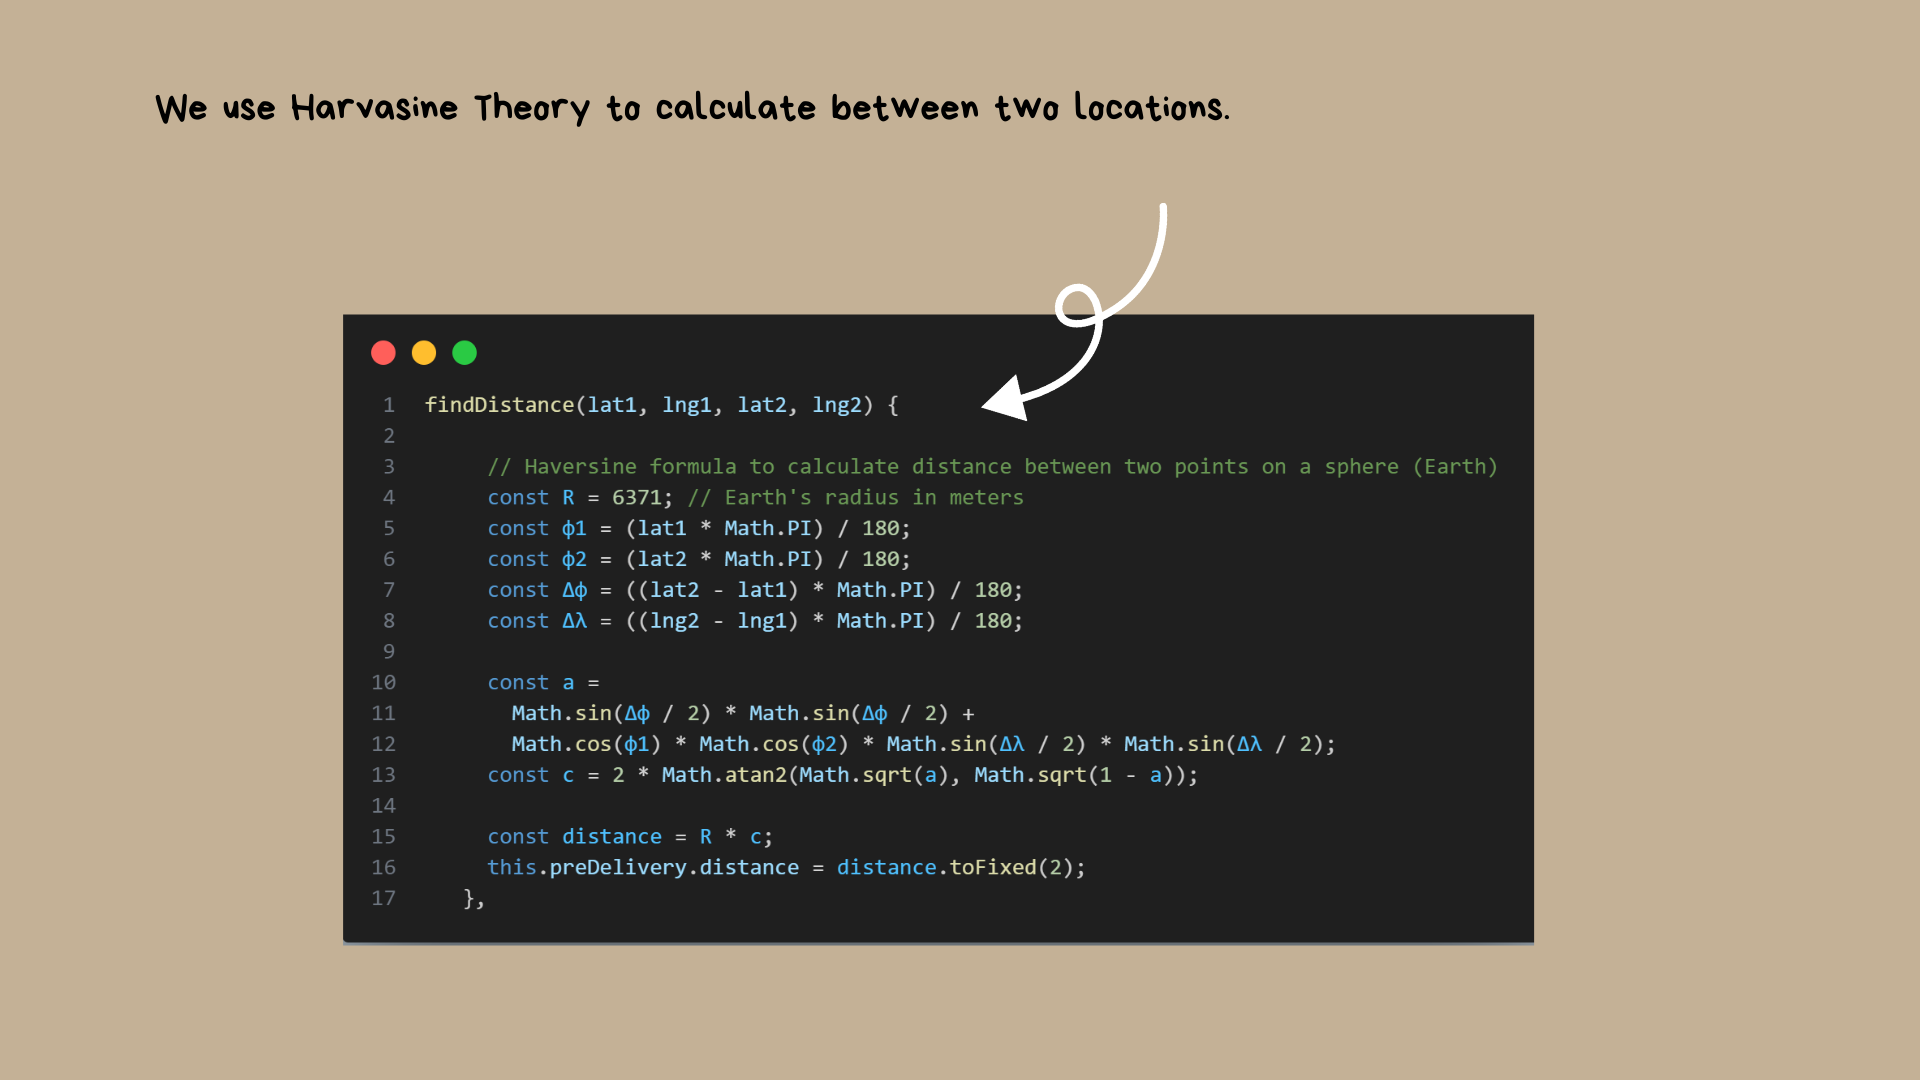 We use Harvasine Theory to calculate between two locations.
1 findDistance(lat1, lng1, lat2, lng2) {
2
3 // Haversine formula to calculate distance between two points on a sphere (Earth)
4 const R = 6371; // Earth's radius in meters
5 const ϕ1 = (lat1 * Math.PI) / 180;
6 const ϕ2 = (lat2 * Math.PI) / 180;
7 const Δϕ = ((lat2 - lat1) * Math.PI) / 180;
8 const Δλ = ((lng2 - lng1) * Math.PI) / 180;
9
10 const a =
11 Math.sin(Δϕ / 2) * Math.sin(Δϕ / 2) +
12 Math.cos(ϕ1) * Math.cos(ϕ2) * Math.sin(Δλ / 2) * Math.sin(Δλ / 2);
13 const c = 2 * Math.atan2(Math.sqrt(a), Math.sqrt(1 - a));
14
15 const distance = R * c;
16 this.preDelivery.distance = distance.toFixed(2);
17 },